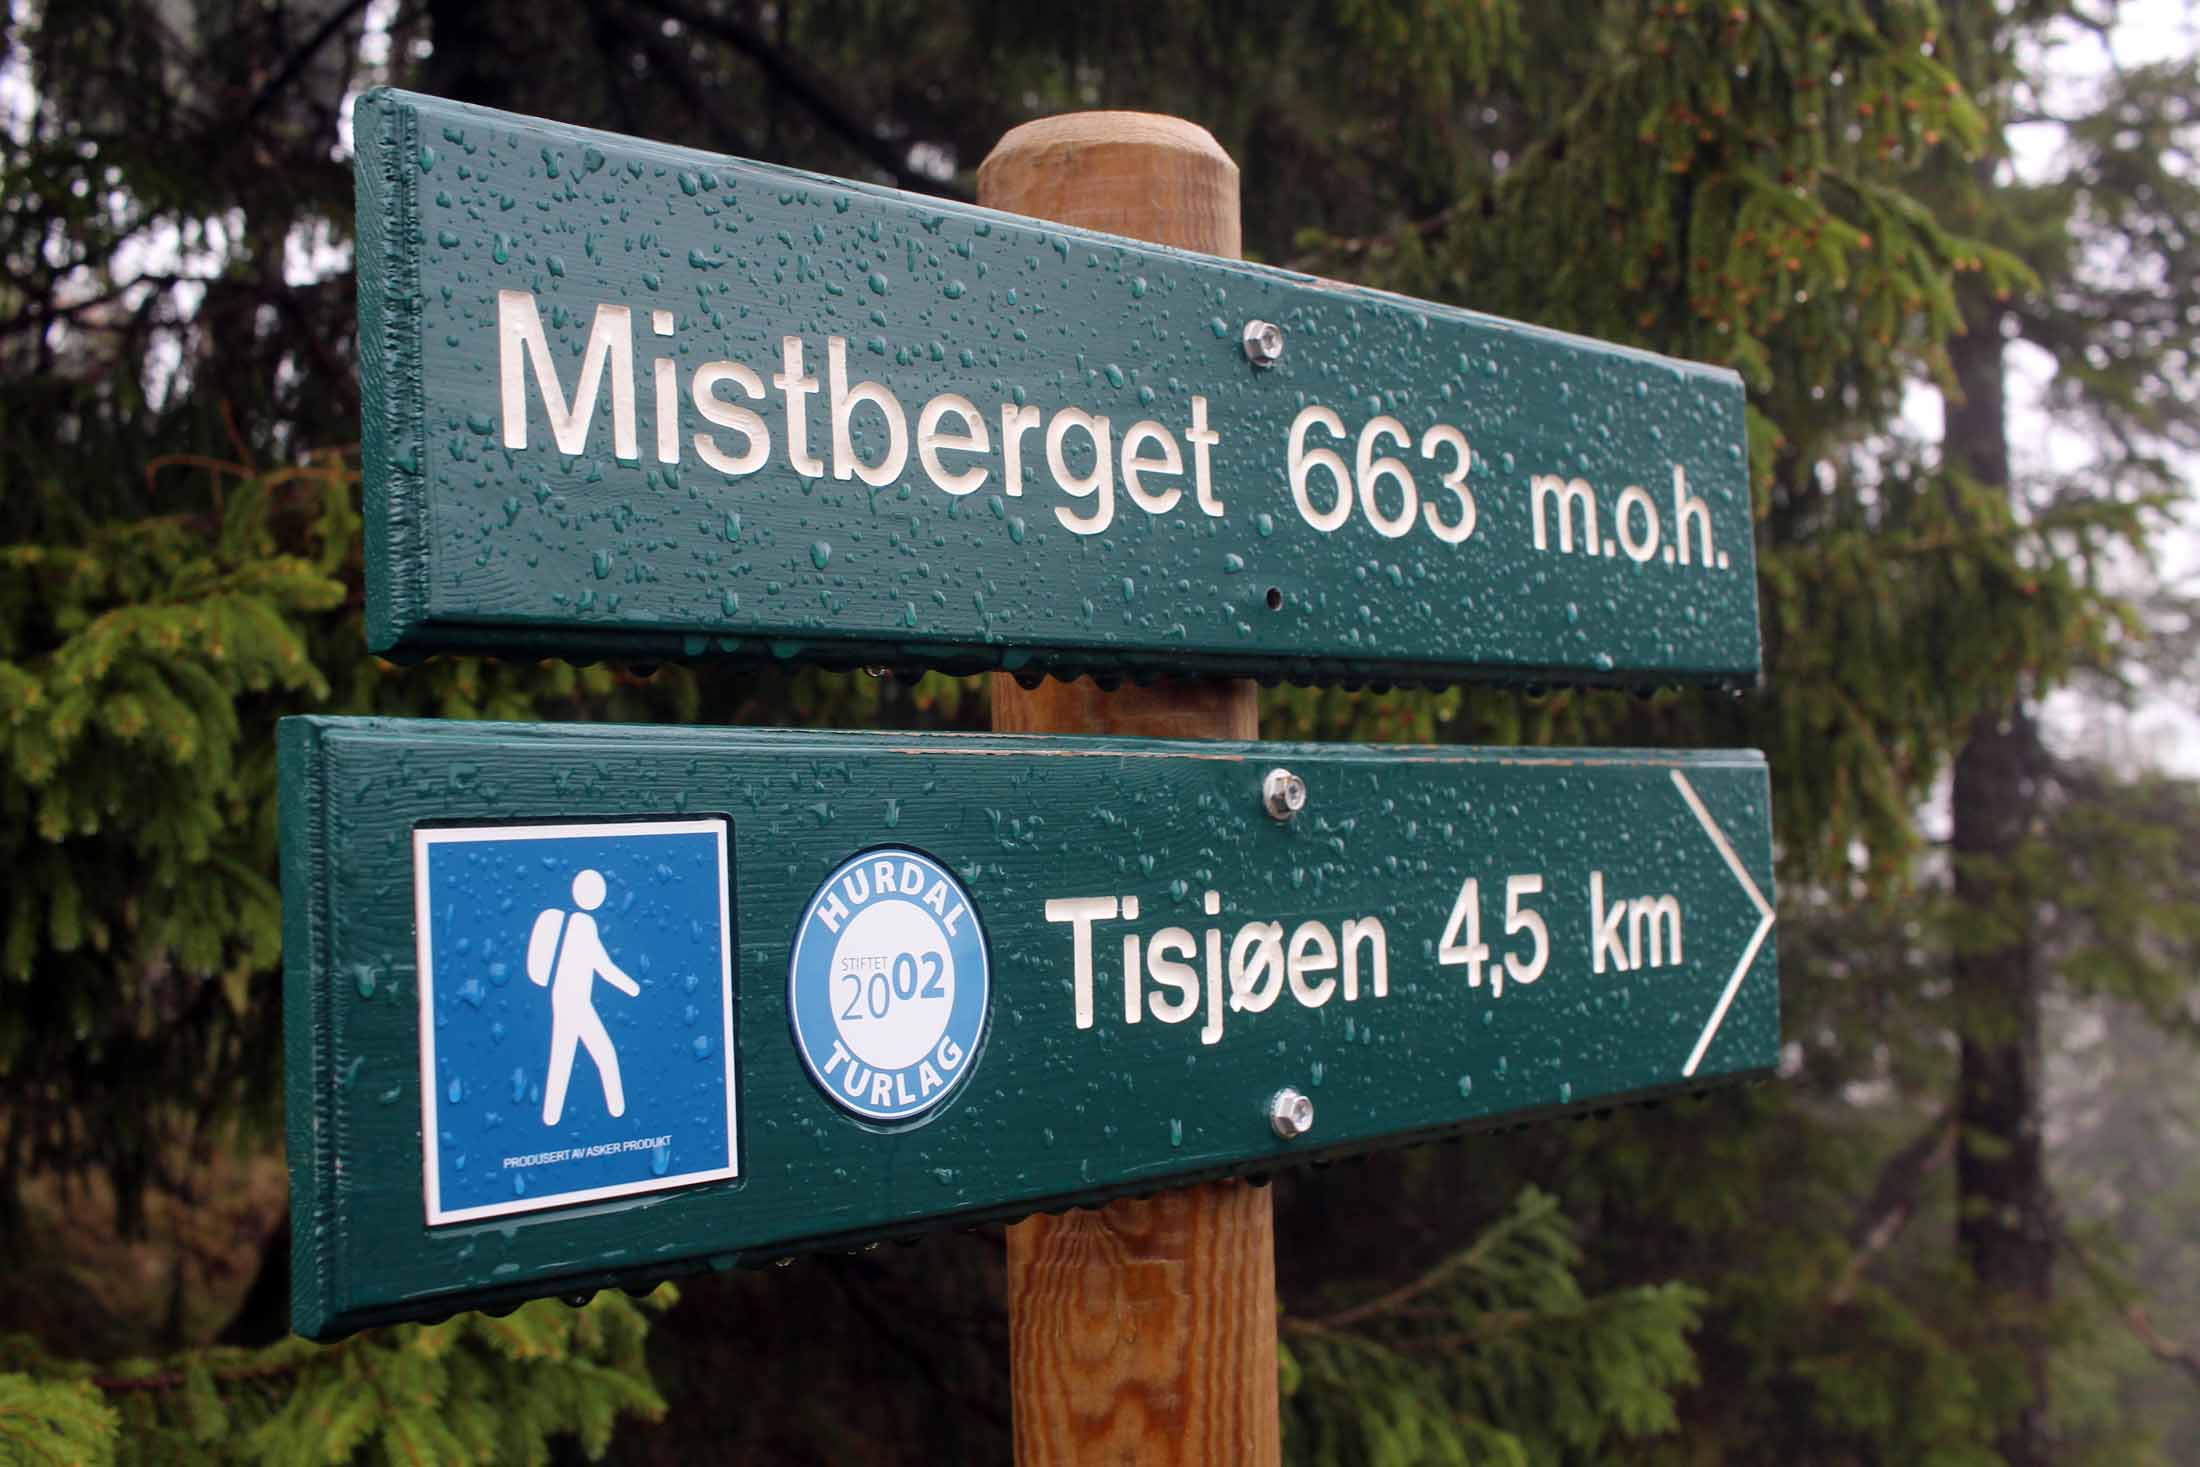 Mistberget 663 m.o.h.
HURDAL
STIFTET
2002
TURLAG
Tisjøen 4,5 km
PRODUSERT AV ASKER PRODUKT